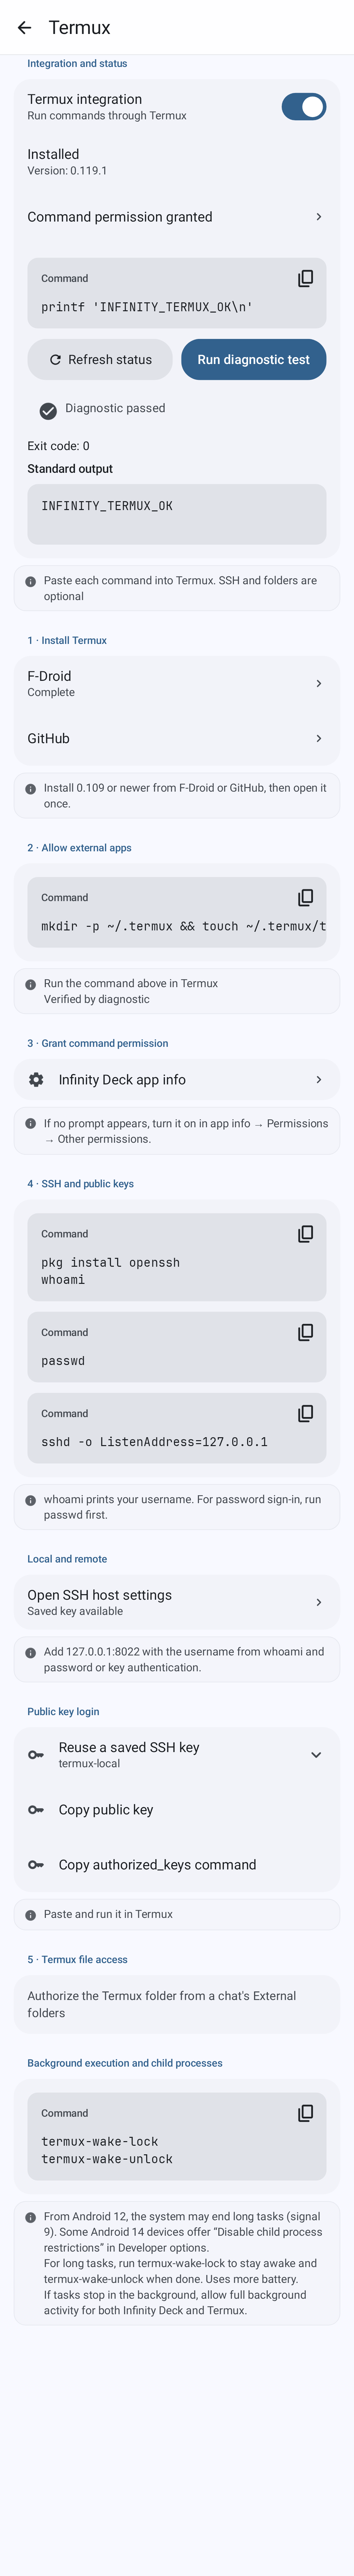 Termux
Integration and status
Termux integration
Run commands through Termux
Installed
Version: 0.119.1
Command permission granted
Command
printf 'INFINITY_TERMUX_OK\n'
Refresh status
Run diagnostic test
Diagnostic passed
Exit code: 0
Standard output
INFINITY_TERMUX_OK
Paste each command into Termux. SSH and folders are
optional
1 · Install Termux
F-Droid
Complete
GitHub
Install 0.109 or newer from F-Droid or GitHub, then open it
once.
2 · Allow external apps
Command
mkdir -p ~/.termux && touch ~/.termux/t
Run the command above in Termux
Verified by diagnostic
3 · Grant command permission
Infinity Deck app info
If no prompt appears, turn it on in app info → Permissions
→ Other permissions.
4 · SSH and public keys
Command
pkg install openssh
whoami
Command
passwd
Command
sshd -o ListenAddress=127.0.0.1
whoami prints your username. For password sign-in, run
passwd first.
Local and remote
Open SSH host settings
Saved key available
Add 127.0.0.1:8022 with the username from whoami and
password or key authentication.
Public key login
Reuse a saved SSH key
termux-local
Copy public key
Copy authorized_keys command
Paste and run it in Termux
5 · Termux file access
Authorize the Termux folder from a chat's External
folders
Background execution and child processes
Command
termux-wake-lock
termux-wake-unlock
From Android 12, the system may end long tasks (signal
9). Some Android 14 devices offer “Disable child process
restrictions” in Developer options.
For long tasks, run termux-wake-lock to stay awake and
termux-wake-unlock when done. Uses more battery.
If tasks stop in the background, allow full background
activity for both Infinity Deck and Termux.